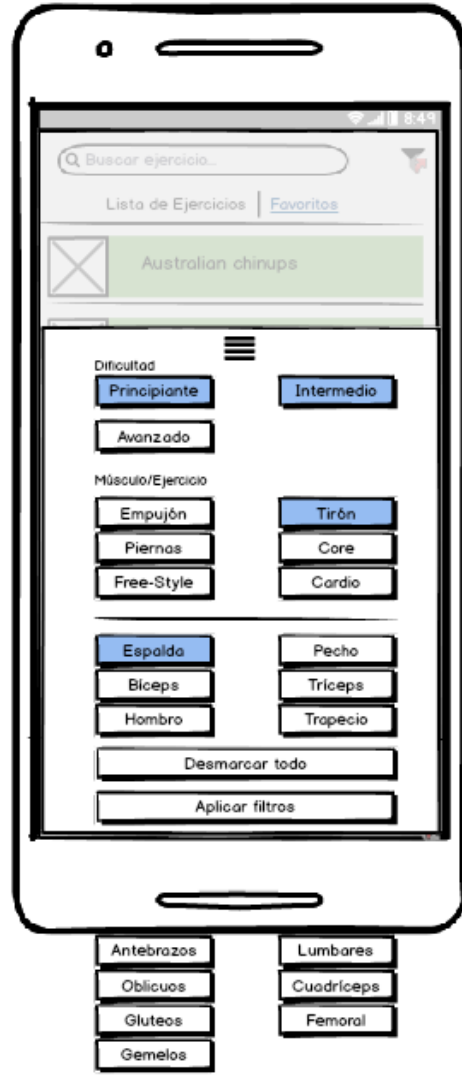 8:49
Buscar ejercicio...
Lista de Ejercicios Favoritos
Australian chinups
Dificultad
Principiante Intermedio
Avanzado
Músculo/Ejercicio
Empujón Tirón
Piernas Core
Free-Style Cardio
Espalda Pecho
Bíceps Tríceps
Hombro Trapecio
Desmarcar todo
Aplicar filtros
Antebrazos Lumbares
Oblicuos Cuadríceps
Gluteos Femoral
Gemelos